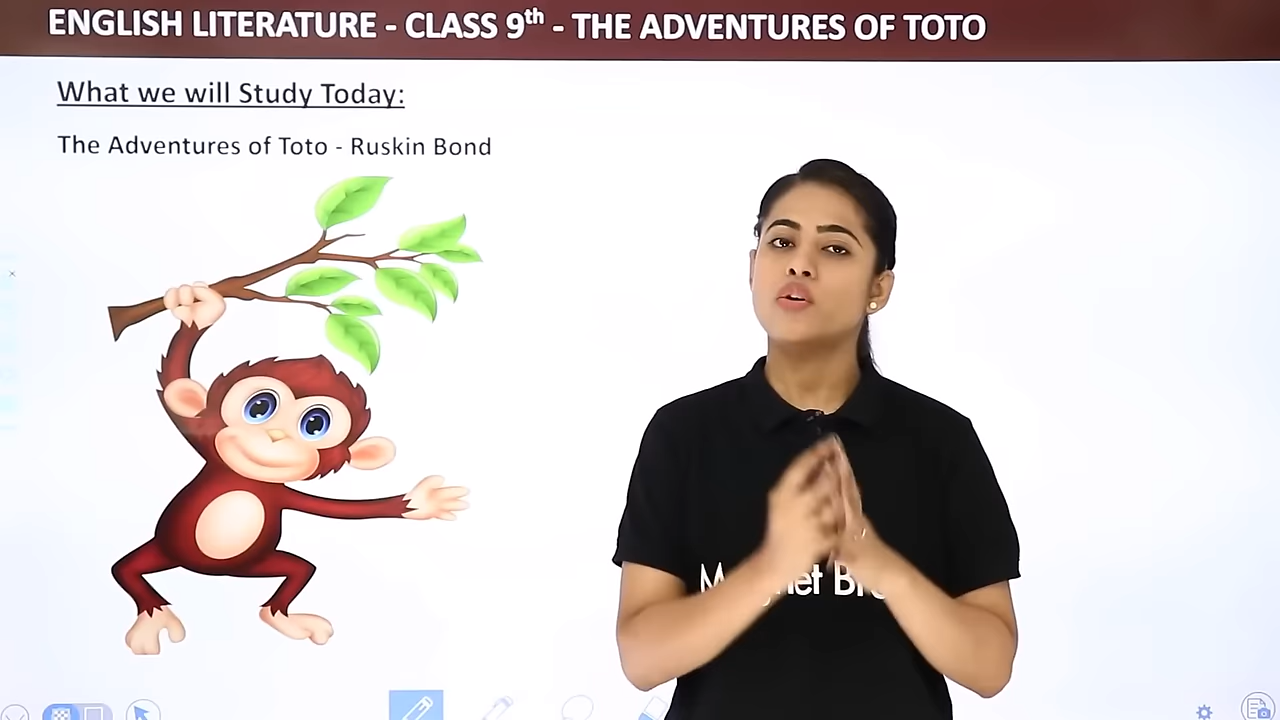 ENGLISH LITERATURE - CLASS 9th - THE ADVENTURES OF TOTO
What we will Study Today:
The Adventures of Toto - Ruskin Bond